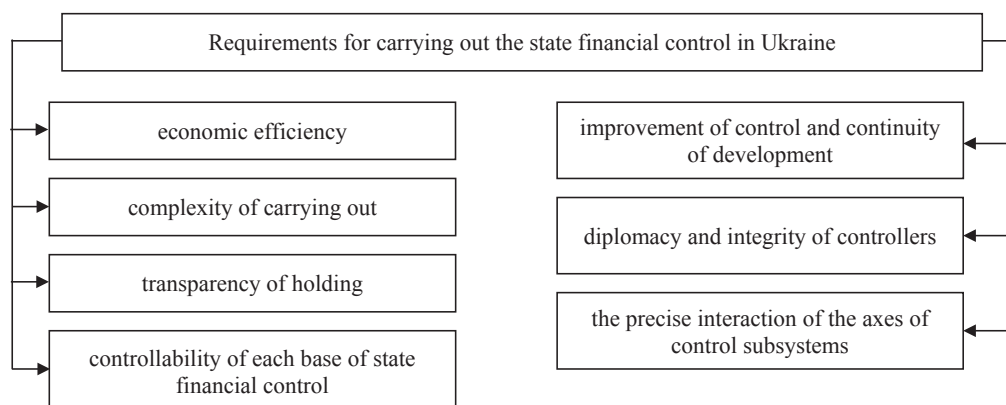 Requirements for carrying out the state financial control in Ukraine
economic efficiency
complexity of carrying out
transparency of holding
controllability of each base of state
financial control
improvement of control and continuity
of development
diplomacy and integrity of controllers
the precise interaction of the axes of
control subsystems